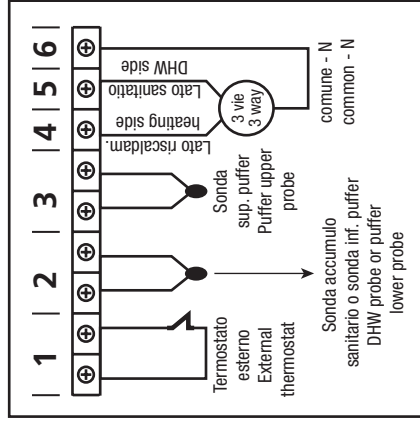 1
2
3
4
5
6
Termostato
esterno
External
thermostat
Sonda accumulo
sanitario o sonda inf. puffer
DHW probe or puffer
lower probe
Sonda
sup. puffer
Puffer upper
probe
Lato riscaldam.
heating side
Lato sanitatio
DHW side
3 vie
3 way
comune - N
common - N